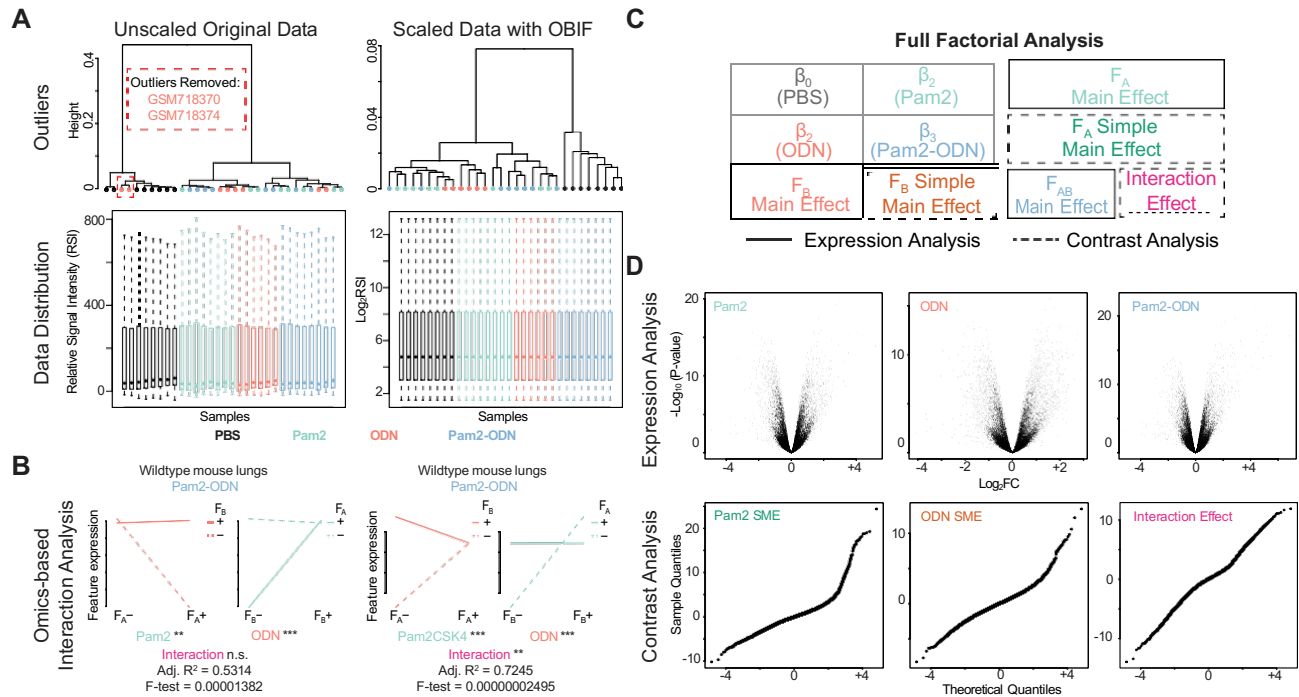 A
Unscaled Original Data
Scaled Data with OBIF
Outliers
Height
0.4
0.2
0
Outliers Removed:
GSM718370
GSM718374
0.08
0.04
0
Data Distribution
Relative Signal Intensity (RSI)
800
400
0
Samples
Log2RSI
12
10
6
2
Samples
PBS
Pam2
ODN
Pam2-ODN
B
Omics-based
Interaction Analysis
Wildtype mouse lungs
Pam2-ODN
Feature expression
FB
+
−
FA
+
−
FA−
FA+
FB−
FB+
Pam2 **
ODN ***
Interaction n.s.
Adj. R² = 0.5314
F-test = 0.00001382
Wildtype mouse lungs
Pam2-ODN
Feature expression
FB
+
−
FA
+
−
FA−
FA+
FB−
FB+
Pam2CSK4 ***
ODN ***
Interaction **
Adj. R² = 0.7245
F-test = 0.00000002495
C
Full Factorial Analysis
β0
(PBS)
β2
(Pam2)
FA
Main Effect
β2
(ODN)
β3
(Pam2-ODN)
FA Simple
Main Effect
FB
Main Effect
FB Simple
Main Effect
FAB
Main Effect
Interaction
Effect
Expression Analysis
Contrast Analysis
D
Expression Analysis
-Log10 (P-value)
Pam2
20
15
10
5
0
-4
0
+4
ODN
10
5
0
-4
0
+2
Log2FC
Pam2-ODN
20
10
0
-4
0
+4
Contrast Analysis
Sample Quantiles
Pam2 SME
20
10
0
-10
-4
0
+4
ODN SME
10
0
-4
0
+4
Theoretical Quantiles
Interaction Effect
10
5
0
-5
-10
-4
0
+4